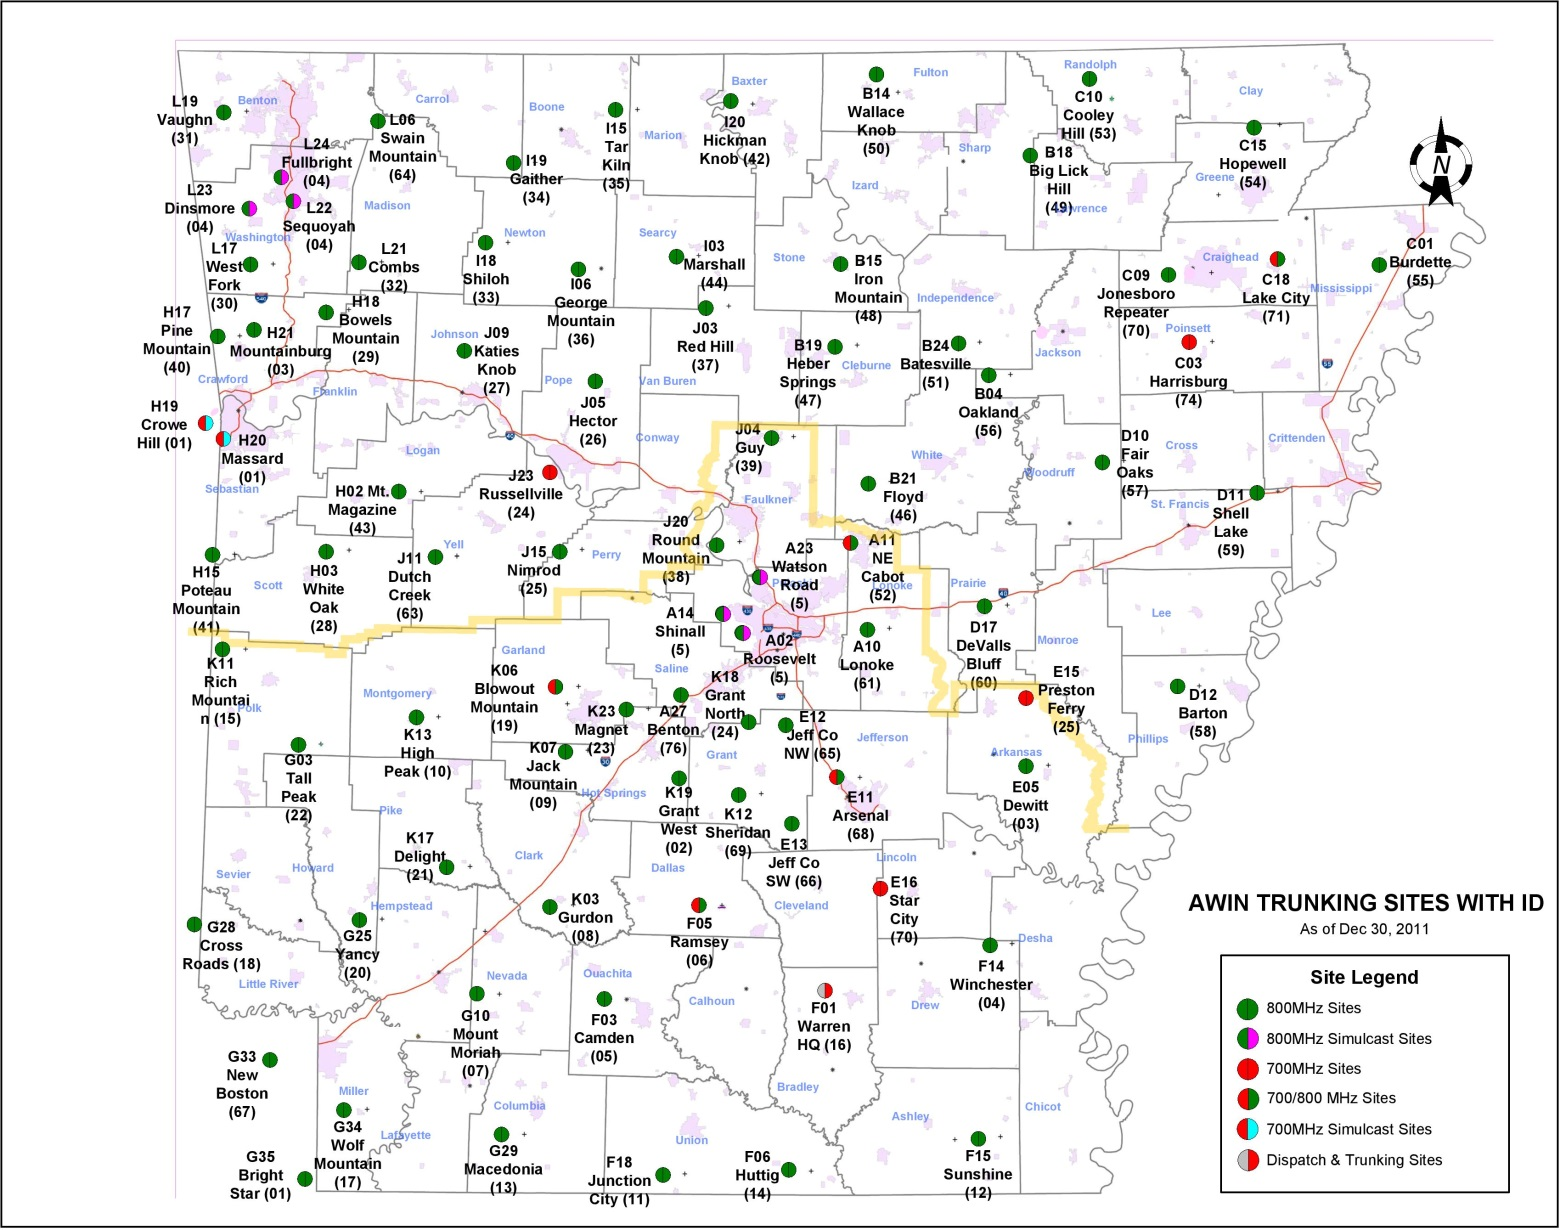 Benton
L19
Vaughn
(31)
Carroll
L06
Swain
Mountain
(64)
L24
Fullbright
(04)
L23
Dinsmore
(04)
L22
Sequoyah
(04)
Washington
Madison
L17
West
Fork
(30)
L21
Combs
(32)
Boone
I19
Gaither
(34)
I15
Tar
Kiln
(35)
Marion
Baxter
I20
Hickman
Knob (42)
Fulton
B14
Wallace
Knob
(50)
Sharp
Izard
Randolph
C10
Cooley
Hill (53)
B18
Big Lick
Hill
(49)
Lawrence
Clay
C15
Hopewell
(54)
Greene
N
Newton
I18
Shiloh
(33)
Searcy
I03
Marshall
(44)
I06
George
Mountain
(36)
Stone
B15
Iron
Mountain
(48)
Independence
C09
Jonesboro
Repeater
(70)
Craighead
C18
Lake City
(71)
C01
Burdette
(55)
Mississippi
540
H17
Pine
Mountain
(40)
H21
Mountainburg
(03)
H18
Bowels
Mountain
(29)
Johnson
J09
Katies
Knob
(27)
J03
Red Hill
(37)
B19
Heber
Springs
(47)
Cleburne
B24
Batesville
(51)
B04
Oakland
(56)
Jackson
Poinsett
C03
Harrisburg
(74)
55
Crawford
Franklin
Pope
J05
Hector
(26)
Van Buren
H19
Crowe
Hill (01)
H20
Massard
(01)
Sebastian
Logan
40
Conway
J04
Guy
(39)
White
B21
Floyd
(46)
Woodruff
D10
Fair
Oaks
(57)
Cross
Crittenden
St. Francis
D11
Shell
Lake
(59)
H02 Mt.
Magazine
(43)
J23
Russellville
(24)
Faulkner
J20
Round
Mountain
(38)
H15
Poteau
Mountain
(41)
Scott
H03
White
Oak
(28)
J11
Dutch
Creek
(63)
Yell
J15
Nimrod
(25)
Perry
A23
Watson
Road
(5)
Pulaski
A11
NE
Cabot
(52)
Lonoke
Prairie
40
Lee
A14
Shinall
(5)
A02
Roosevelt
(5)
A10
Lonoke
(61)
D17
DeValls
Bluff
(60)
Monroe
K11
Rich
Mountai
n (15)
Polk
Garland
K06
Blowout
Mountain
(19)
Saline
K18
Grant
North
(24)
E15
Preston
Ferry
(25)
D12
Barton
(58)
Phillips
Montgomery
K13
High
Peak (10)
K23
Magnet
(23)
A27
Benton
(76)
E12
Jeff Co
NW (65)
Jefferson
G03
Tall
Peak
(22)
K07
Jack
Mountain
(09)
30
Hot Springs
Grant
K19
Grant
West
(02)
K12
Sheridan
(69)
E11
Arsenal
(68)
Arkansas
E05
Dewitt
(03)
E13
Jeff Co
SW (66)
Pike
K17
Delight
(21)
Clark
Dallas
Lincoln
Sevier
Howard
Hempstead
G28
Cross
Roads (18)
G25
Yancy
(20)
K03
Gurdon
(08)
F05
Ramsey
(06)
Cleveland
E16
Star
City
(70)
Desha
Little River
Nevada
G10
Mount
Moriah
(07)
Ouachita
F03
Camden
(05)
Calhoun
F01
Warren
HQ (16)
Drew
F14
Winchester
(04)
G33
New
Boston
(67)
Miller
G34
Wolf
Mountain
(17)
G35
Bright
Star (01)
Lafayette
Columbia
G29
Macedonia
(13)
Union
F18
Junction
City (11)
F06
Huttig
(14)
Bradley
Ashley
F15
Sunshine
(12)
Chicot
AWIN TRUNKING SITES WITH ID
As of Dec 30, 2011
Site Legend
800MHz Sites
800MHz Simulcast Sites
700MHz Sites
700/800 MHz Sites
700MHz Simulcast Sites
Dispatch & Trunking Sites